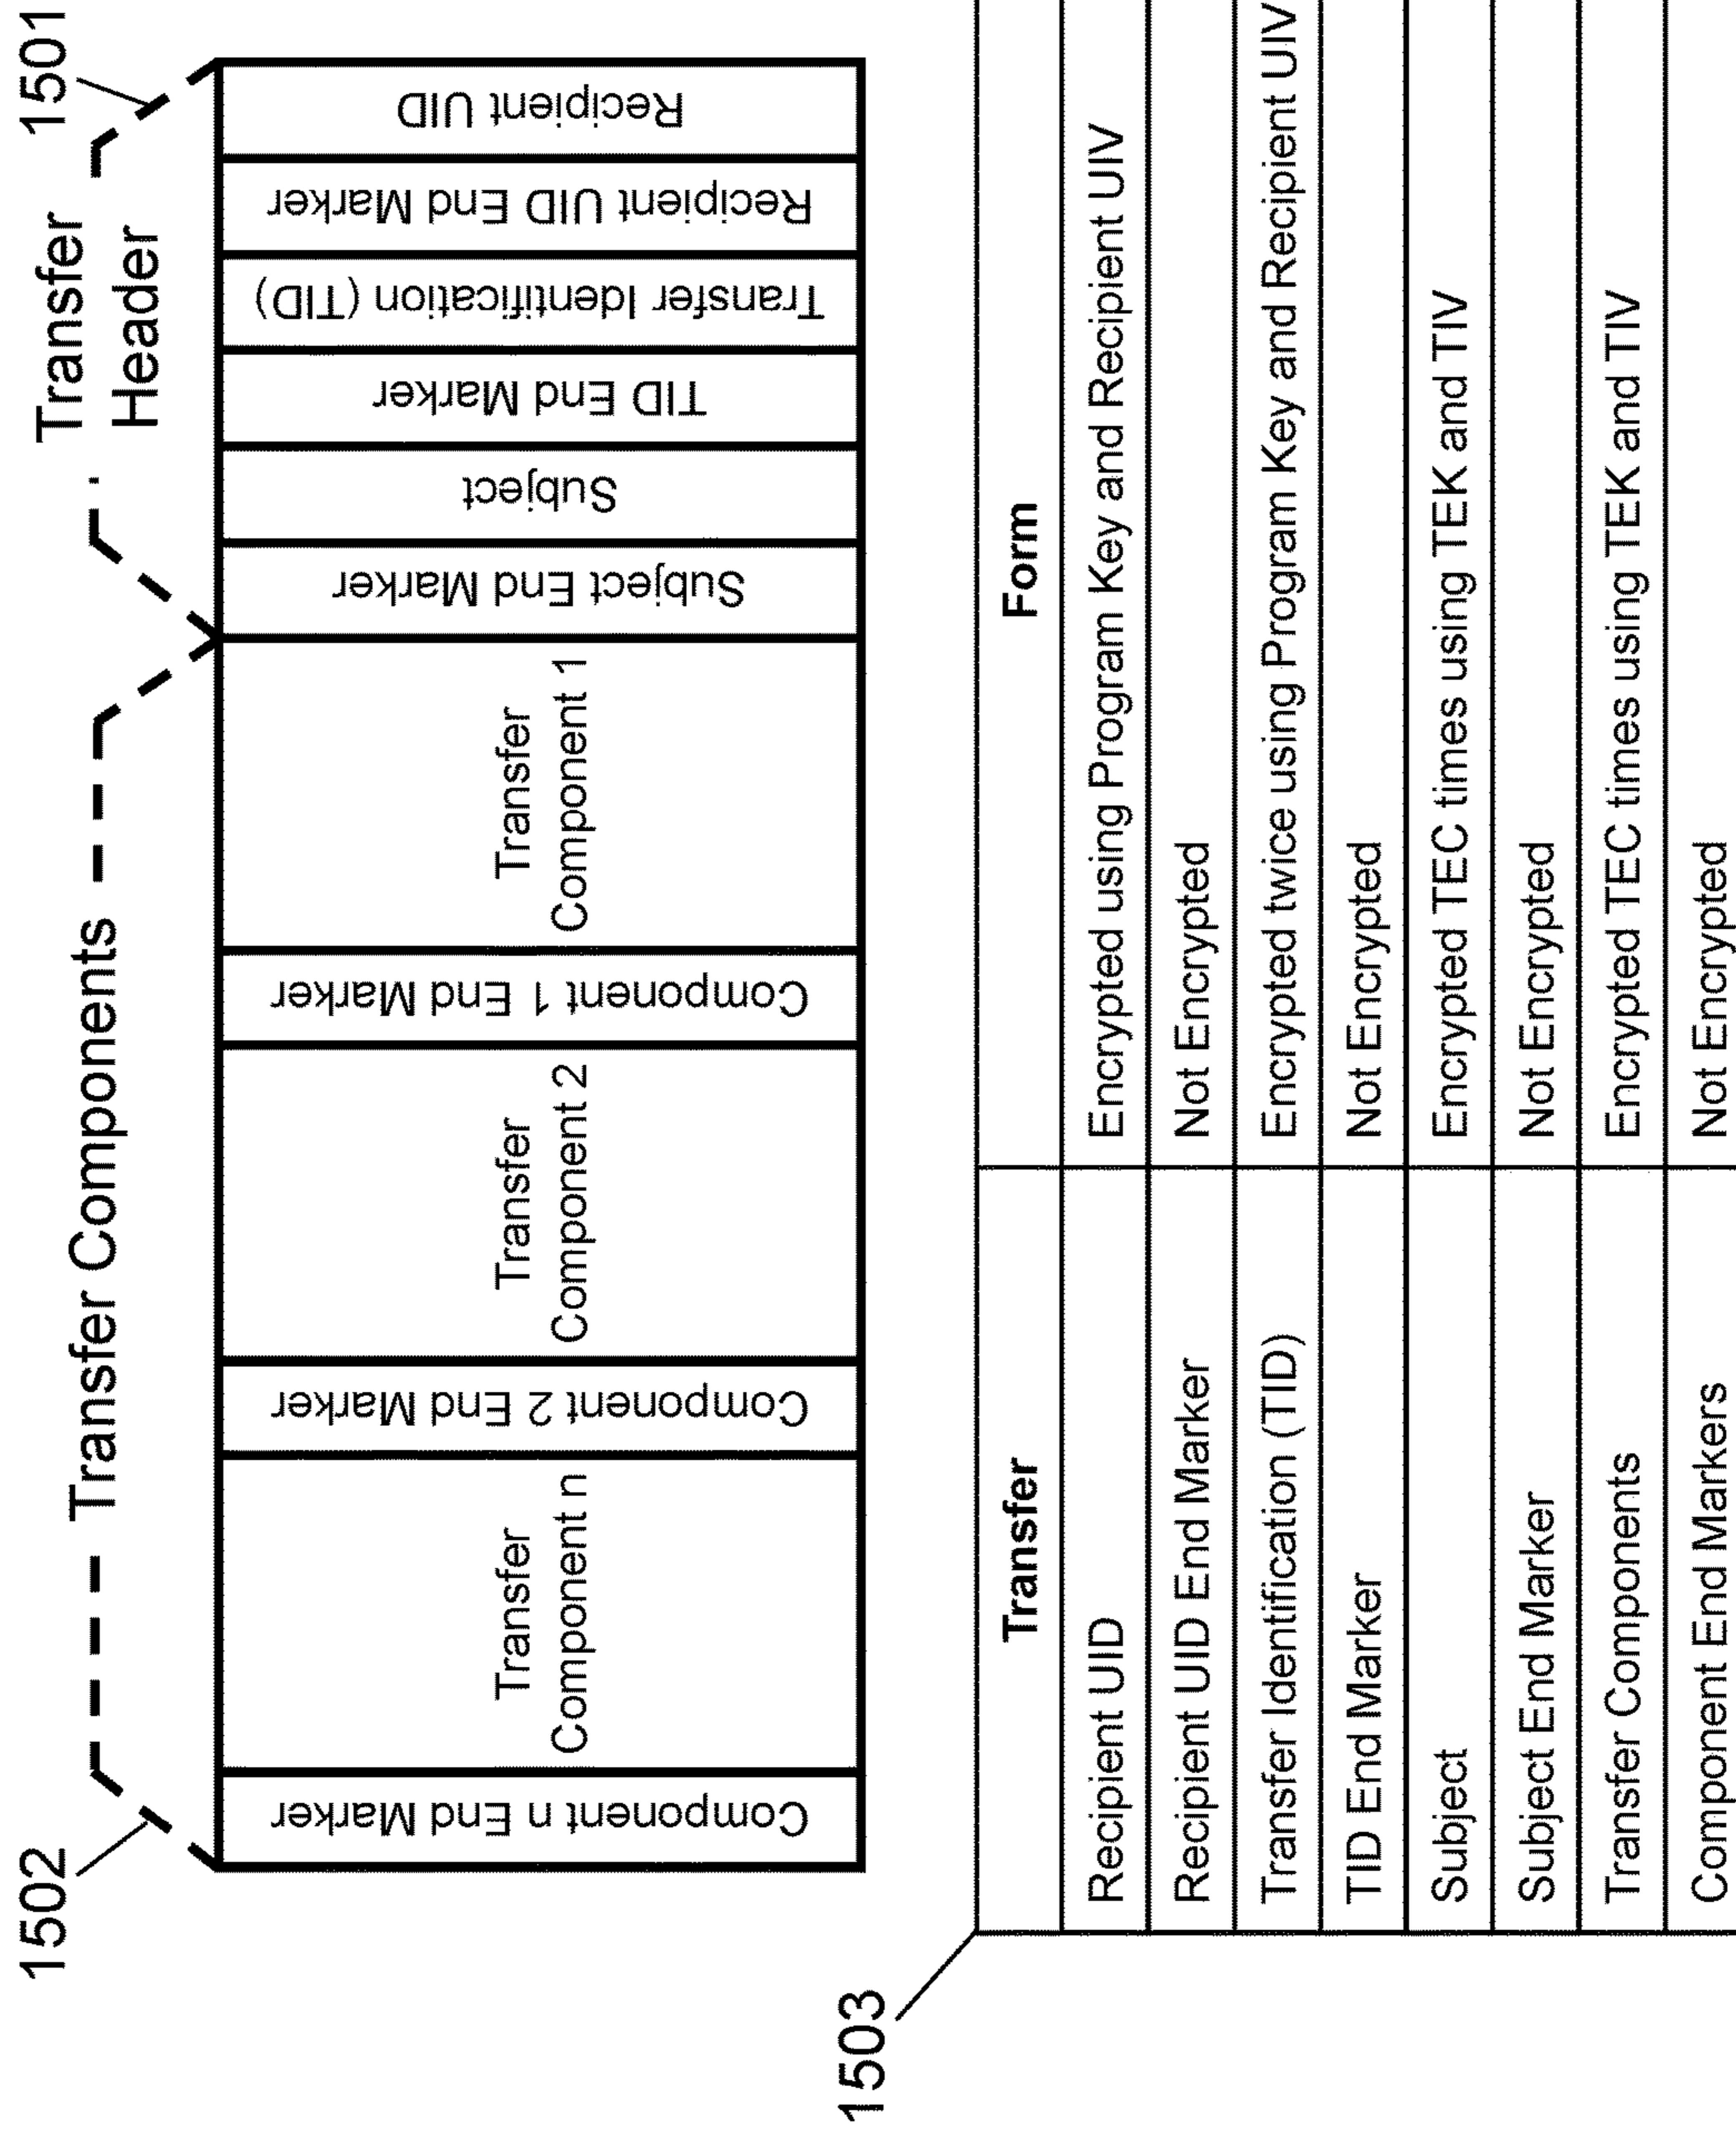 1502
Transfer Components
Transfer
Header
1501
Component n End Marker
Transfer
Component n
Component 2 End Marker
Transfer
Component 2
Component 1 End Marker
Transfer
Component 1
Subject End Marker
Subject
TID End Marker
Transfer Identification (TID)
Recipient UID End Marker
Recipient UID
1503
Transfer Form
Recipient UID Encrypted using Program Key and Recipient UIV
Recipient UID End Marker Not Encrypted
Transfer Identification (TID) Encrypted twice using Program Key and Recipient UIV
TID End Marker Not Encrypted
Subject Encrypted TEC times using TEK and TIV
Subject End Marker Not Encrypted
Transfer Components Encrypted TEC times using TEK and TIV
Component End Markers Not Encrypted